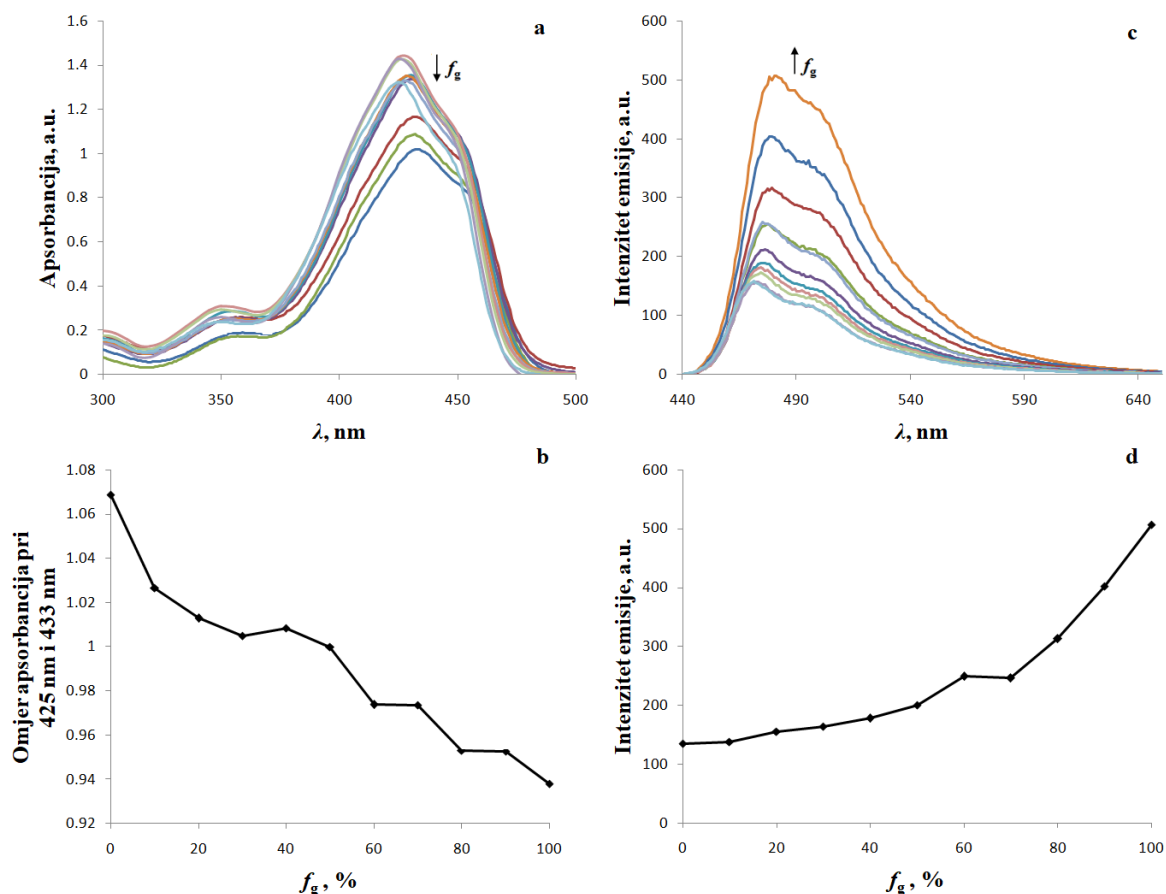 a
Apsorbancija, a.u.
1.6
1.4
1.2
1
0.8
0.6
0.4
0.2
0
fg
300 350 400 450 500
λ, nm
c
Intenzitet emisije, a.u.
600
500
400
300
200
100
0
fg
440 490 540 590 640
λ, nm
b
Omjer apsorbancija pri
425 nm i 433 nm
1.08
1.06
1.04
1.02
1
0.98
0.96
0.94
0.92
0 20 40 60 80 100
fg , %
d
Intenzitet emisije, a.u.
600
500
400
300
200
100
0
0 20 40 60 80 100
fg , %